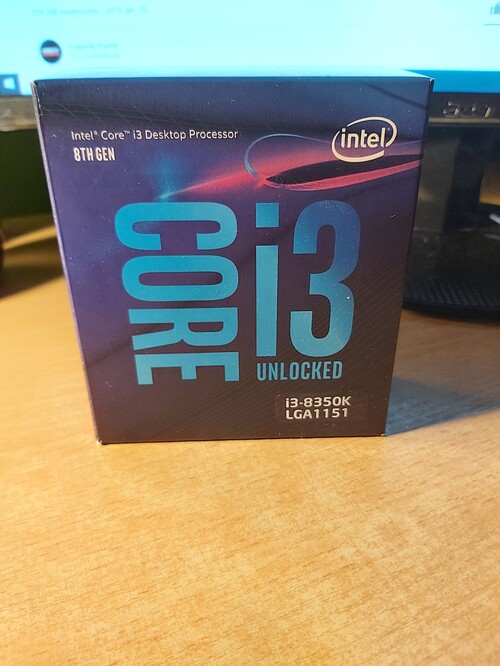 Intel® Core™ i3 Desktop Processor
8TH GEN
intel®
CORE
i3
UNLOCKED
i3-8350K
LGA1151